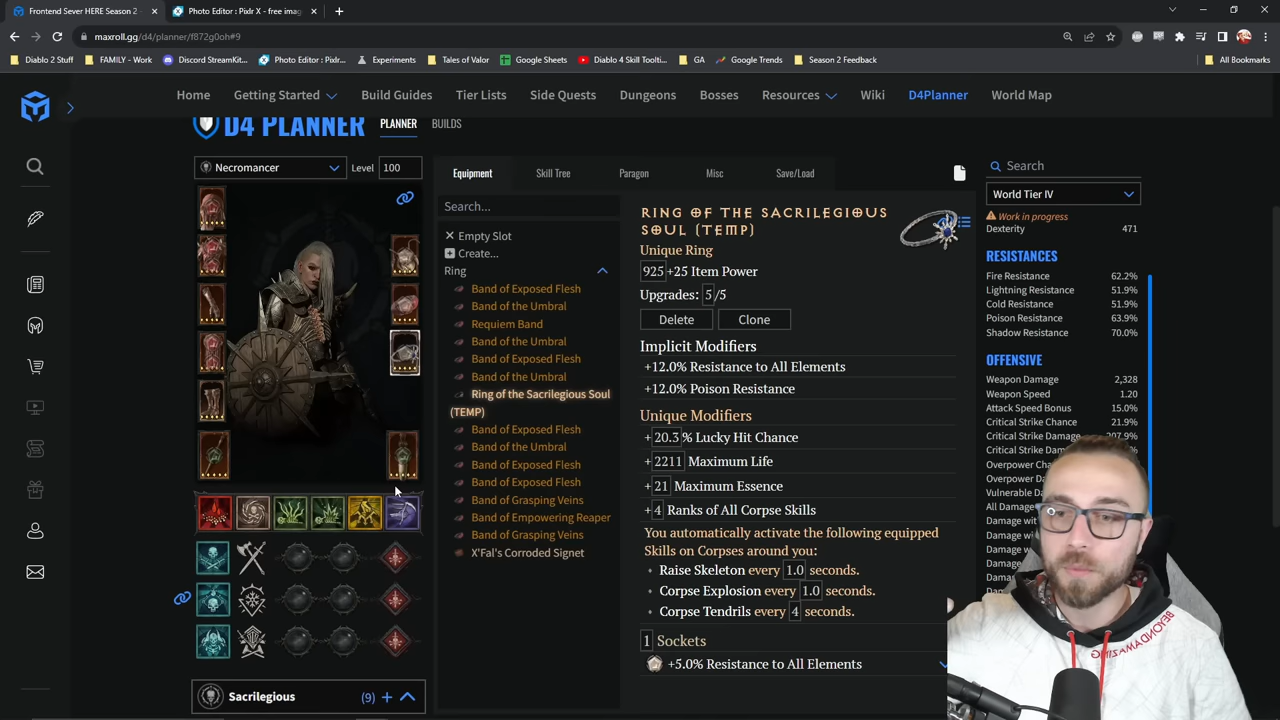 Frontend Sever HERE Season 2
Photo Editor : Pixlr X - free imag
maxroll.gg/d4/planner/f872g0oh#9
Diablo 2 Stuff
FAMILY - Work
Discord StreamKit...
Photo Editor : Pixlr...
Experiments
Tales of Valor
Google Sheets
Diablo 4 Skill Toolti...
GA
Google Trends
Season 2 Feedback
All Bookmarks
Home
Getting Started
Build Guides
Tier Lists
Side Quests
Dungeons
Bosses
Resources
Wiki
D4Planner
World Map
D4 PLANNER
PLANNER
BUILDS
Necromancer
Level
100
Equipment
Skill Tree
Paragon
Misc
Save/Load
Search...
Empty Slot
Create...
Ring
Band of Exposed Flesh
Band of the Umbral
Requiem Band
Band of the Umbral
Band of Exposed Flesh
Band of the Umbral
Ring of the Sacrilegious Soul
(TEMP)
Band of Exposed Flesh
Band of the Umbral
Band of Exposed Flesh
Band of Exposed Flesh
Band of Grasping Veins
Band of Empowering Reaper
Band of Grasping Veins
X'Fal's Corroded Signet
Sacrilegious
(9)
RING OF THE SACRILEGIOUS
SOUL (TEMP)
Unique Ring
925 +25 Item Power
Upgrades: 5 /5
Delete
Clone
Implicit Modifiers
+12.0% Resistance to All Elements
+12.0% Poison Resistance
Unique Modifiers
+ 20.3 % Lucky Hit Chance
+ 2211 Maximum Life
+ 21 Maximum Essence
+ 4 Ranks of All Corpse Skills
You automatically activate the following equipped
Skills on Corpses around you:
Raise Skeleton every 1.0 seconds.
Corpse Explosion every 1.0 seconds.
Corpse Tendrils every 4 seconds.
1 Sockets
+5.0% Resistance to All Elements
Search
World Tier IV
Work in progress
Dexterity 471
RESISTANCES
Fire Resistance 62.2%
Lightning Resistance 51.9%
Cold Resistance 51.9%
Poison Resistance 63.9%
Shadow Resistance 70.0%
OFFENSIVE
Weapon Damage 2,328
Weapon Speed 1.20
Attack Speed Bonus 15.0%
Critical Strike Chance 21.9%
Critical Strike Damage
Critical Strike
Overpower
Overpower
Vulnerable
All Damage
Damage
Damage
Damage
Damage
Damage
BEYOND